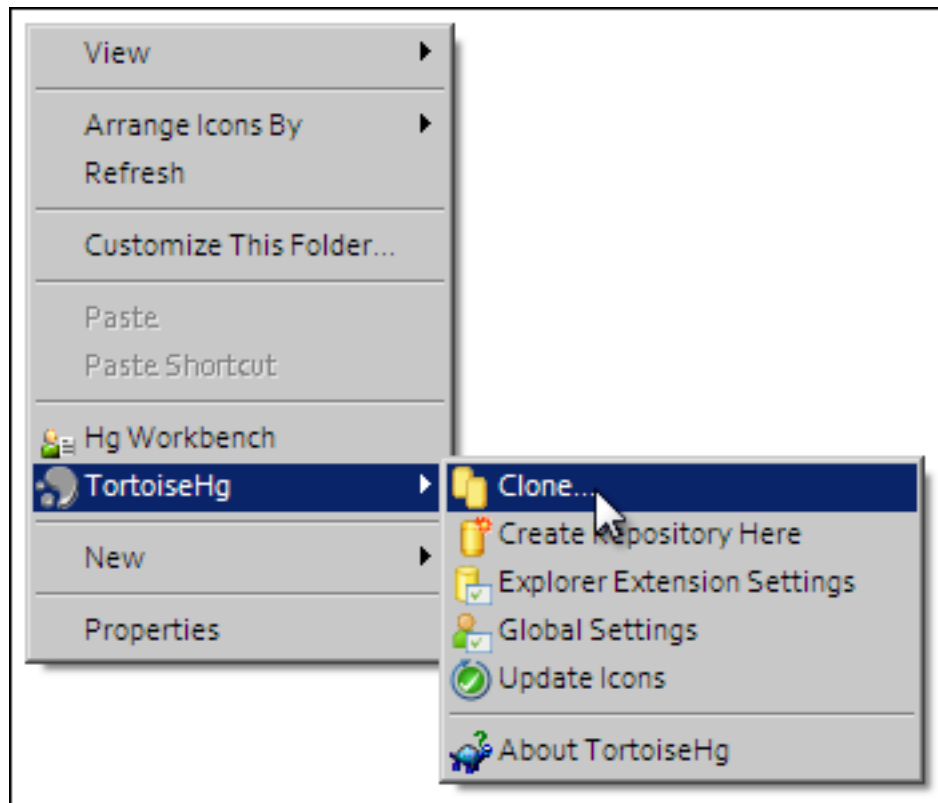 View
Arrange Icons By
Refresh
Customize This Folder...
Paste
Paste Shortcut
Hg Workbench
TortoiseHg
New
Properties
Clone...
Create Repository Here
Explorer Extension Settings
Global Settings
Update Icons
About TortoiseHg